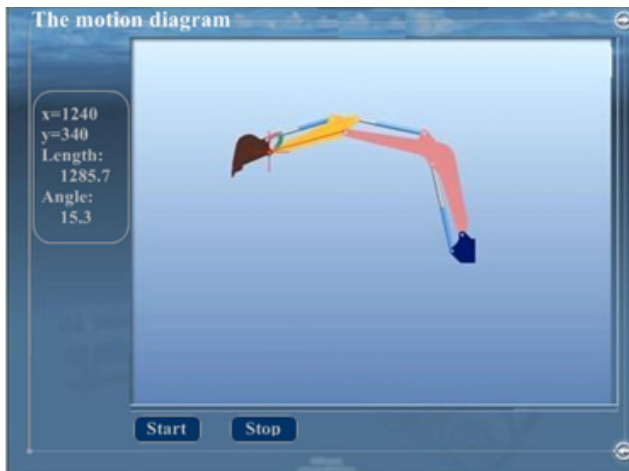 The motion diagram
x=1240
y=340
Length:
1285.7
Angle:
15.3
Start
Stop